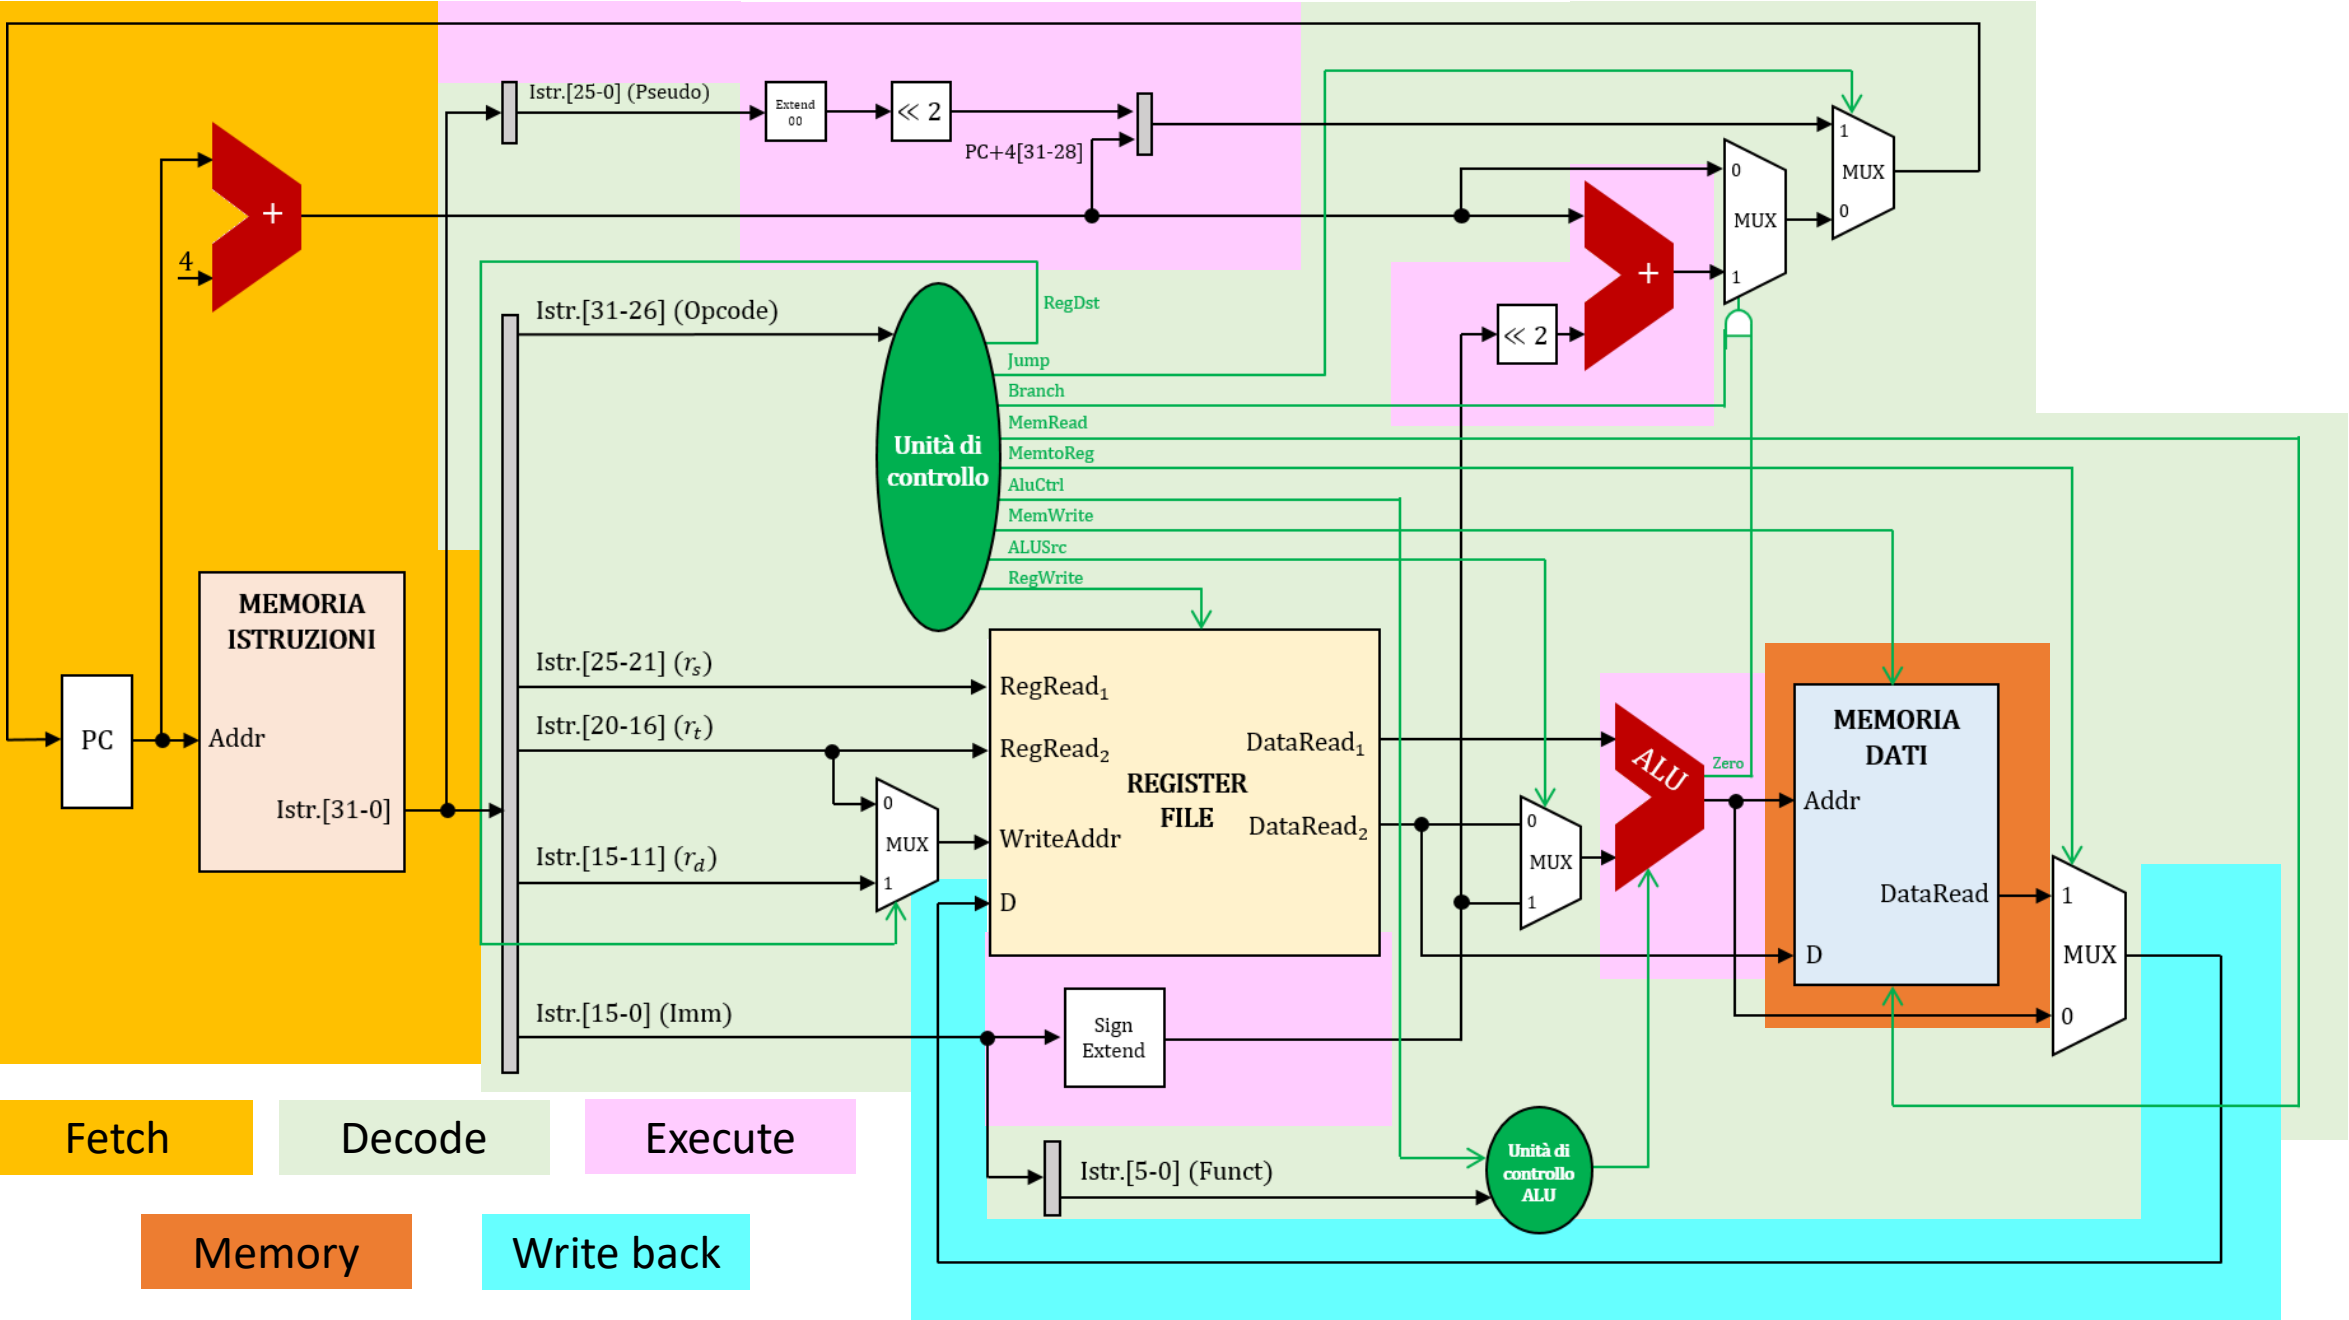 Istr.[25-0] (Pseudo)
Extend
00
≪ 2
PC+4[31-28]
1
MUX
0
0
MUX
1
+
4
+
≪ 2
RegDst
Istr.[31-26] (Opcode)
Jump
Branch
MemRead
MemtoReg
AluCtrl
MemWrite
ALUSrc
RegWrite
Unità di
controllo
MEMORIA
ISTRUZIONI
PC
Addr
Istr.[31-0]
Istr.[25-21] (rₛ)
Istr.[20-16] (rₜ)
Istr.[15-11] (r_d)
Istr.[15-0] (Imm)
0
MUX
1
RegRead₁
RegRead₂
WriteAddr
D
REGISTER
FILE
DataRead₁
DataRead₂
0
MUX
1
ALU
Zero
MEMORIA
DATI
Addr
DataRead
D
1
MUX
0
Sign
Extend
Istr.[5-0] (Funct)
Unità di
controllo
ALU
Fetch
Decode
Execute
Memory
Write back